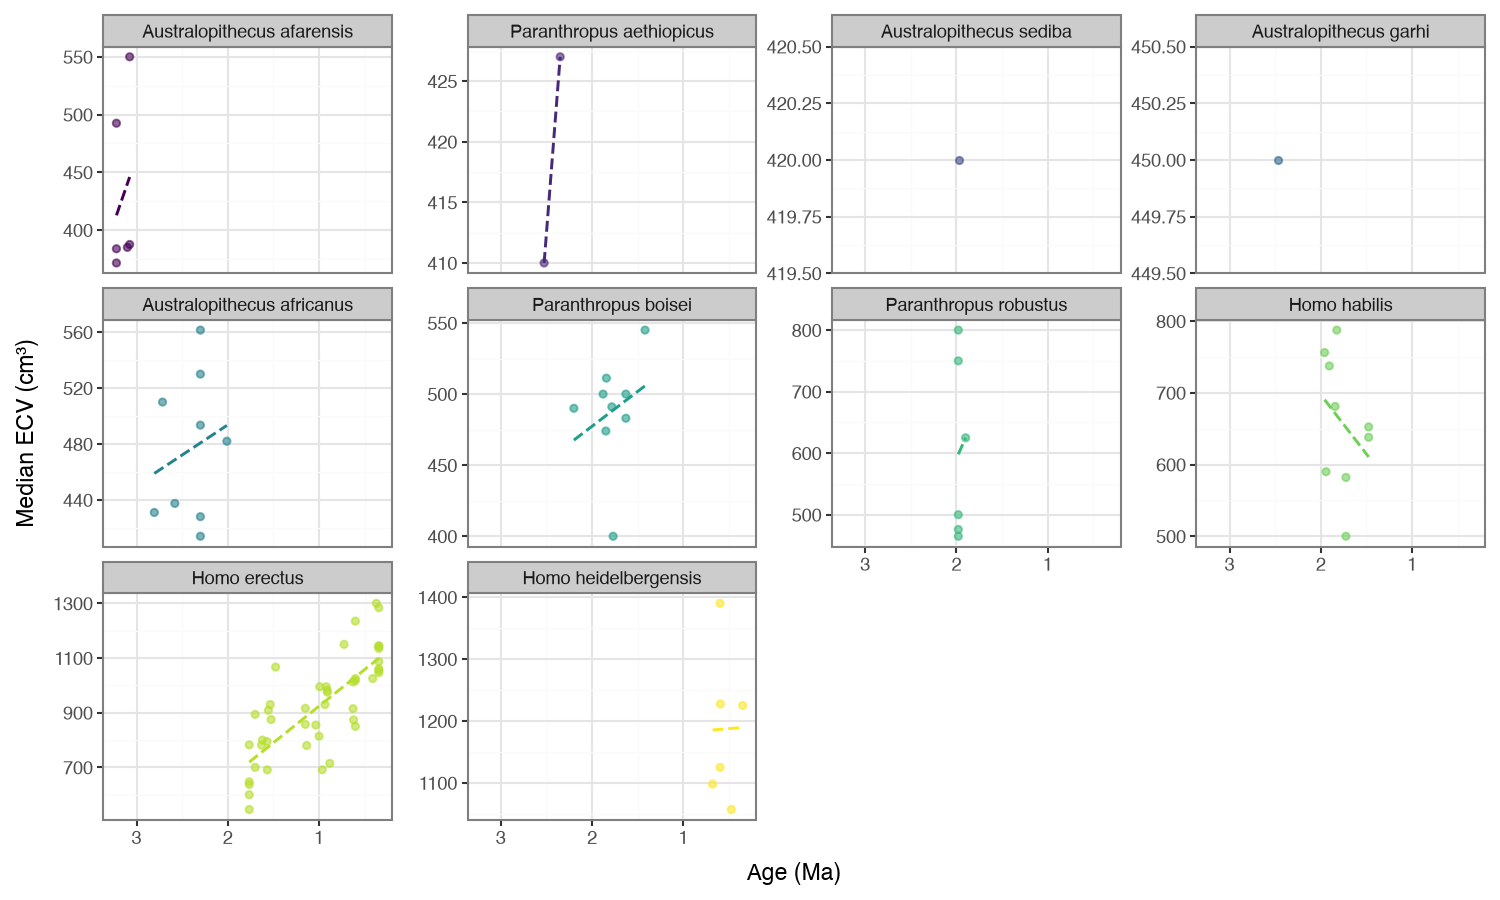 Australopithecus afarensis
Paranthropus aethiopicus
Australopithecus sediba
Australopithecus garhi
550
500
450
400
425
420
415
410
420.50
420.25
420.00
419.75
419.50
450.50
450.25
450.00
449.75
449.50
Australopithecus africanus
Paranthropus boisei
Paranthropus robustus
Homo habilis
560
520
480
440
550
500
450
400
800
700
600
500
3 2 1
800
700
600
500
3 2 1
Homo erectus
Homo heidelbergensis
1300
1100
900
700
3 2 1
1400
1300
1200
1100
3 2 1
Median ECV (cm³)
Age (Ma)